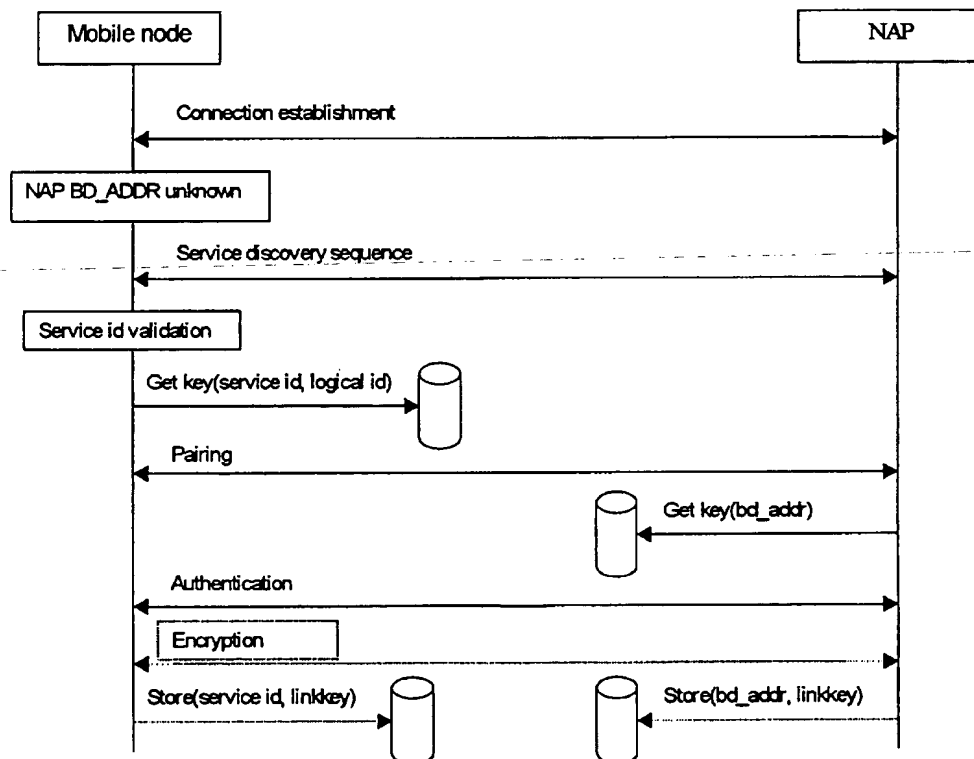 Mobile node
NAP
Connection establishment
NAP BD_ADDR unknown
Service discovery sequence
Service id validation
Get key(service id, logical id)
Pairing
Get key(bd_addr)
Authentication
Encryption
Store(service id, linkkey)
Store(bd_addr, linkkey)